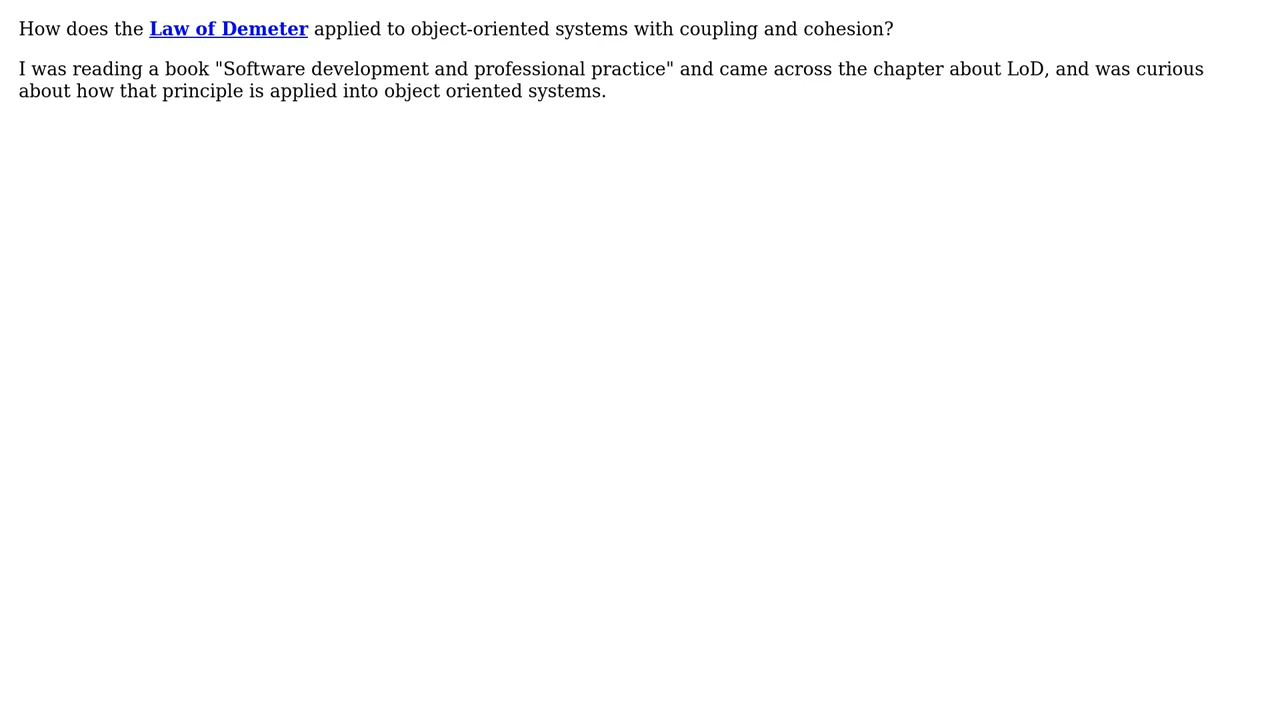 How does the Law of Demeter applied to object-oriented systems with coupling and cohesion?
I was reading a book "Software development and professional practice" and came across the chapter about LoD, and was curious
about how that principle is applied into object oriented systems.